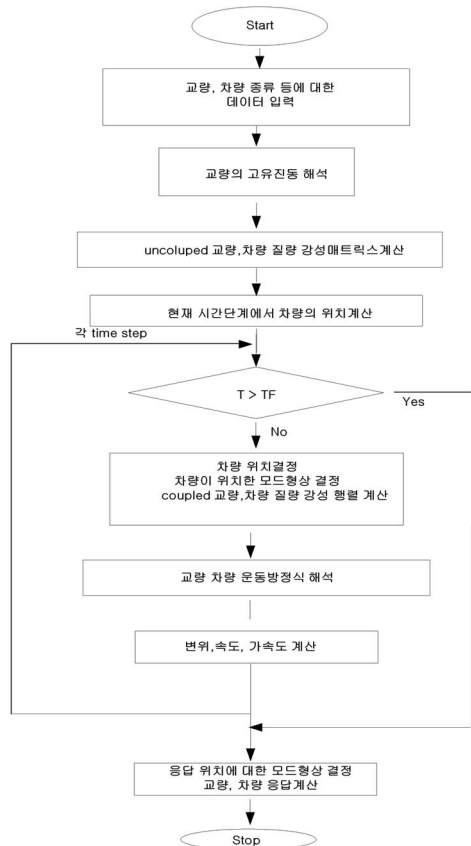 Start
교량, 차량 종류 등에 대한
데이터 입력
교량의 고유진동 해석
uncoluped 교량,차량 질량 강성매트릭스계산
현재 시간단계에서 차량의 위치계산
각 time step
T > TF
Yes
No
차량 위치결정
차량이 위치한 모드형상 결정
coupled 교량,차량 질량 강성 행렬 계산
교량 차량 운동방정식 해석
변위,속도, 가속도 계산
응답 위치에 대한 모드형상 결정
교량, 차량 응답계산
Stop